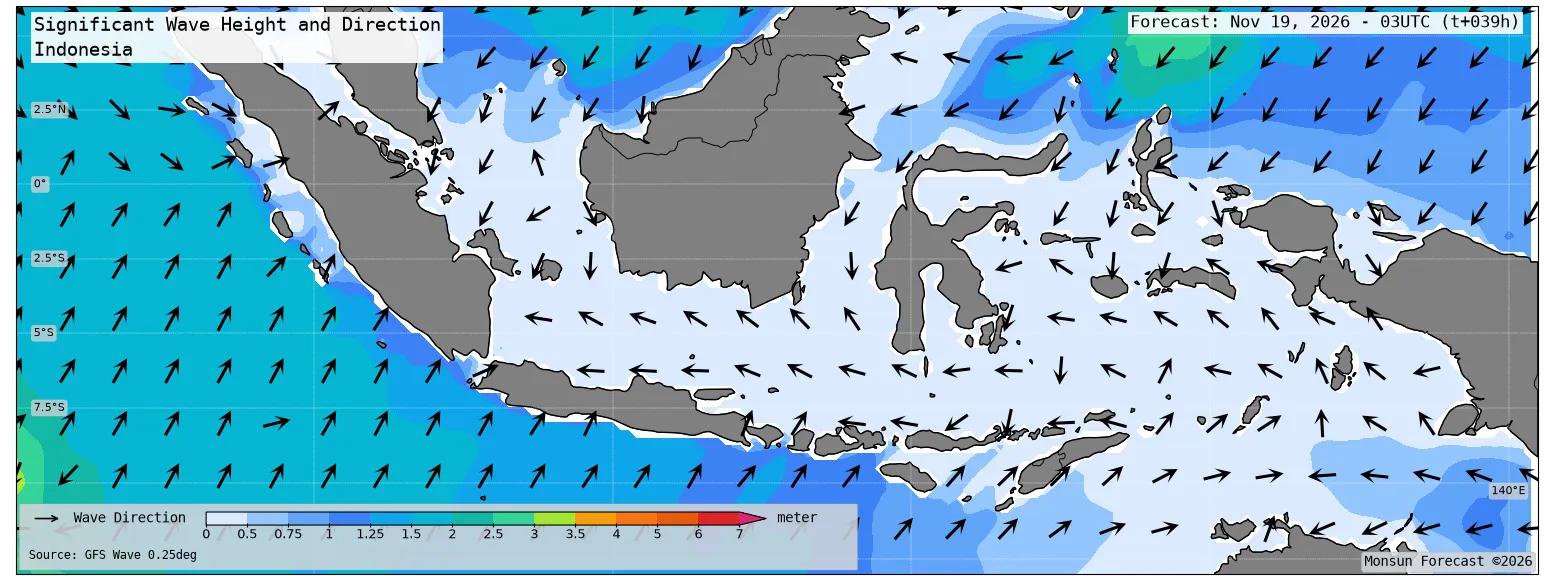 Significant Wave Height and Direction
Indonesia
Forecast: Nov 19, 2026 - 03UTC (t+039h)
2.5°N
0°
2.5°S
5°S
7.5°S
140°E
Wave Direction
meter
0 0.5 0.75 1 1.25 1.5 2 2.5 3 3.5 4 5 6 7
Source: GFS Wave 0.25deg
Monsun Forecast ©2026